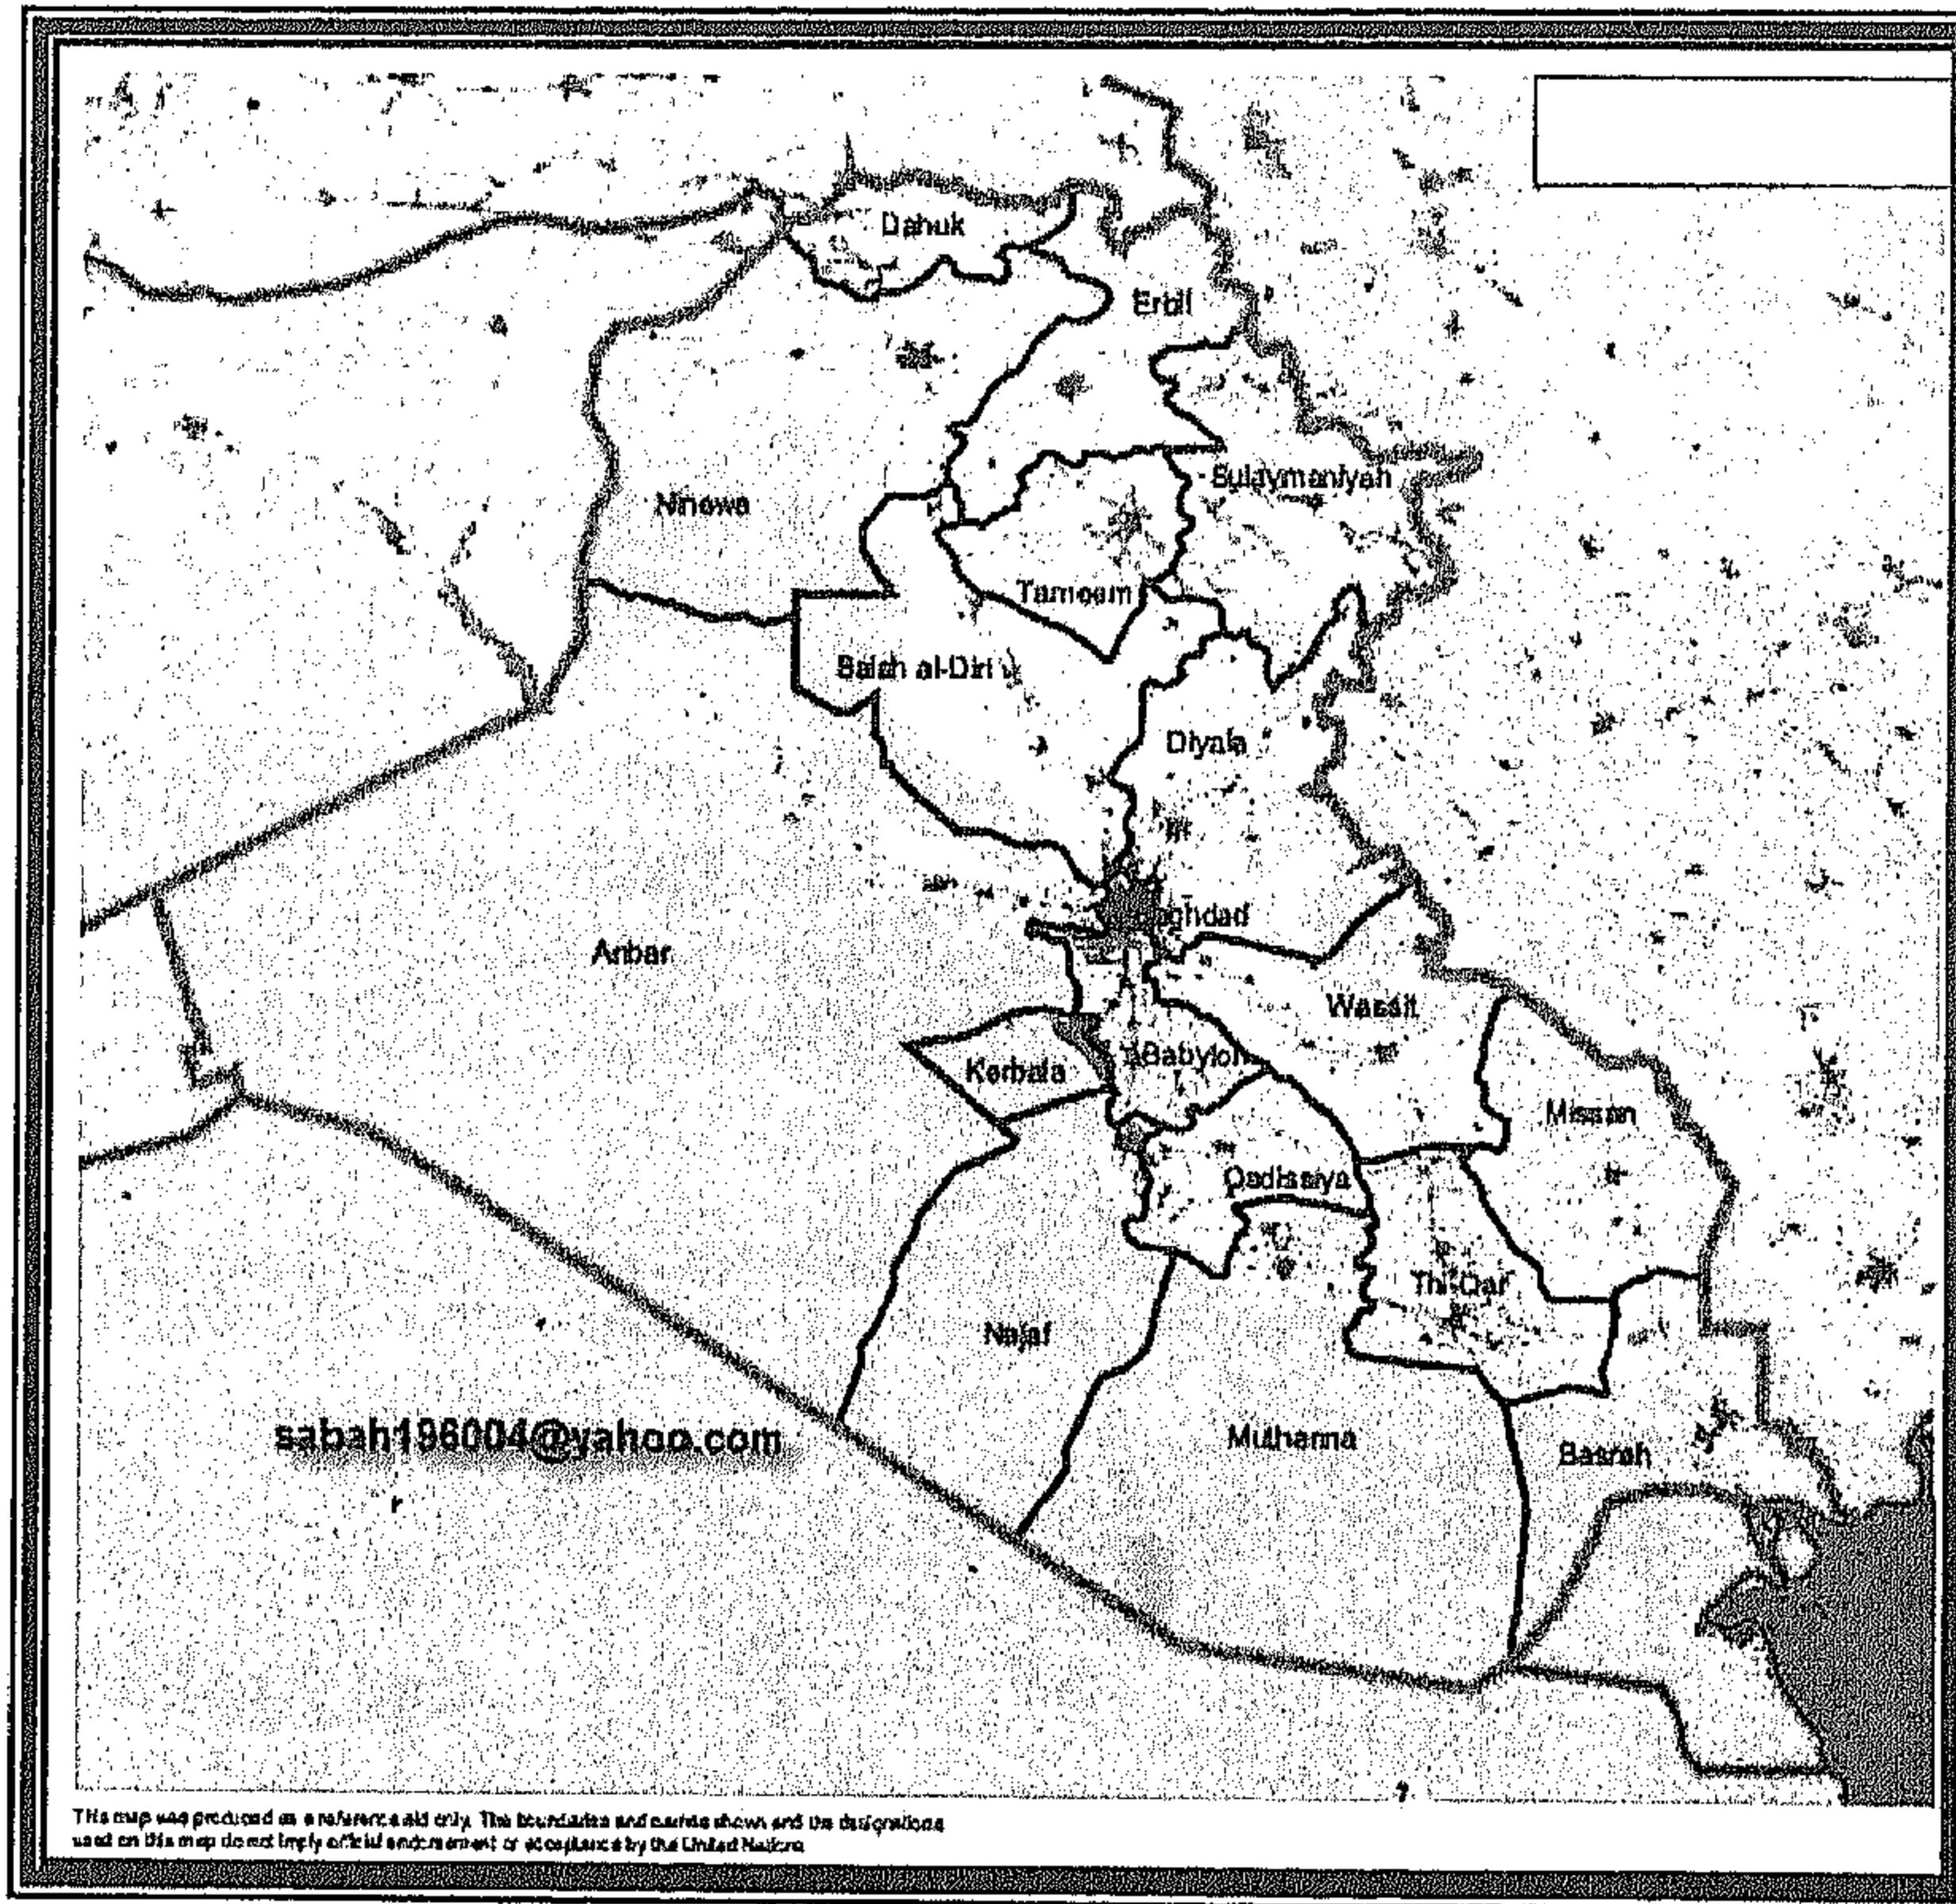 Dahuk
Erbil
Sulaymaniyah
Ninewa
Tameem
Salah al-Din
Diyala
Baghdad
Anbar
Wassit
Babylon
Kerbala
Missan
Qadissiya
Thi-Qar
Najaf
Muthanna
Basrah
sabah196004@yahoo.com
This map was produced as a reference aid only. The boundaries and names shown and the designations
used on this map do not imply official endorsement or acceptance by the United Nations